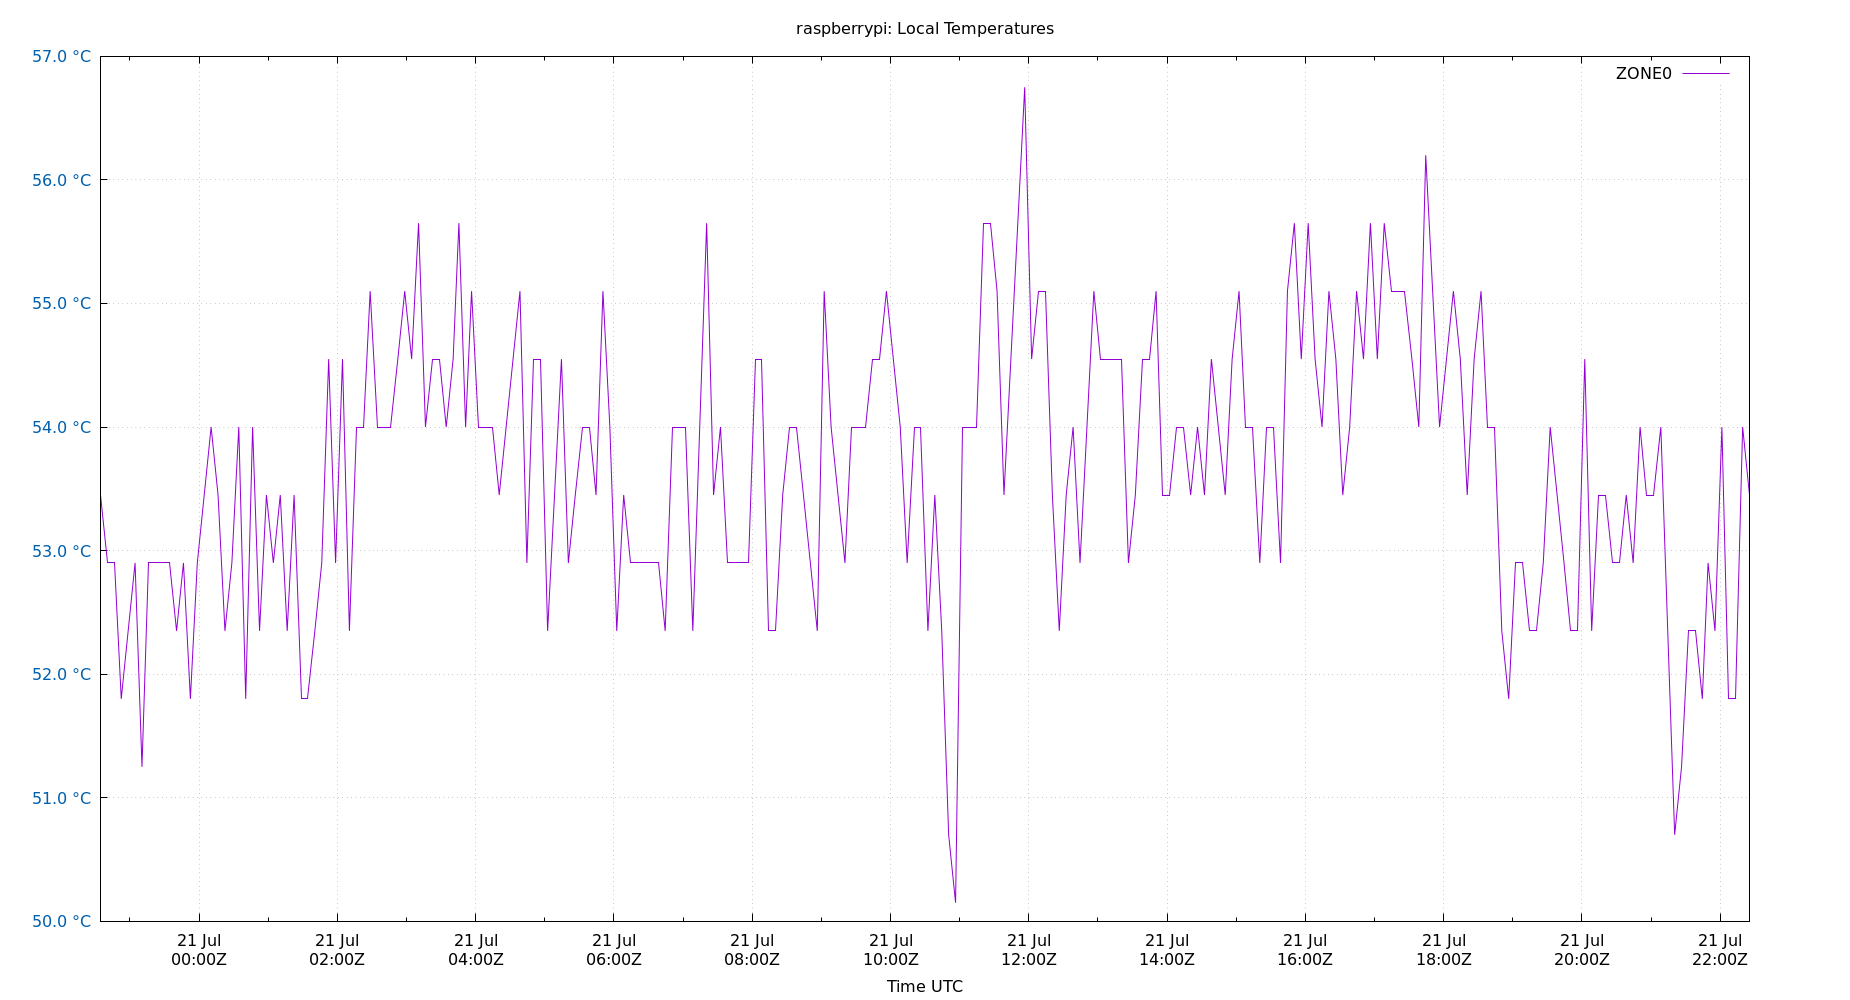 raspberrypi: Local Temperatures
57.0 °C
ZONE0
56.0 °C
55.0 °C
54.0 °C
53.0 °C
52.0 °C
51.0 °C
50.0 °C
21 Jul 21 Jul 21 Jul 21 Jul 21 Jul 21 Jul 21 Jul 21 Jul 21 Jul 21 Jul 21 Jul 21 Jul
00:00Z 02:00Z 04:00Z 06:00Z 08:00Z 10:00Z 12:00Z 14:00Z 16:00Z 18:00Z 20:00Z 22:00Z
Time UTC